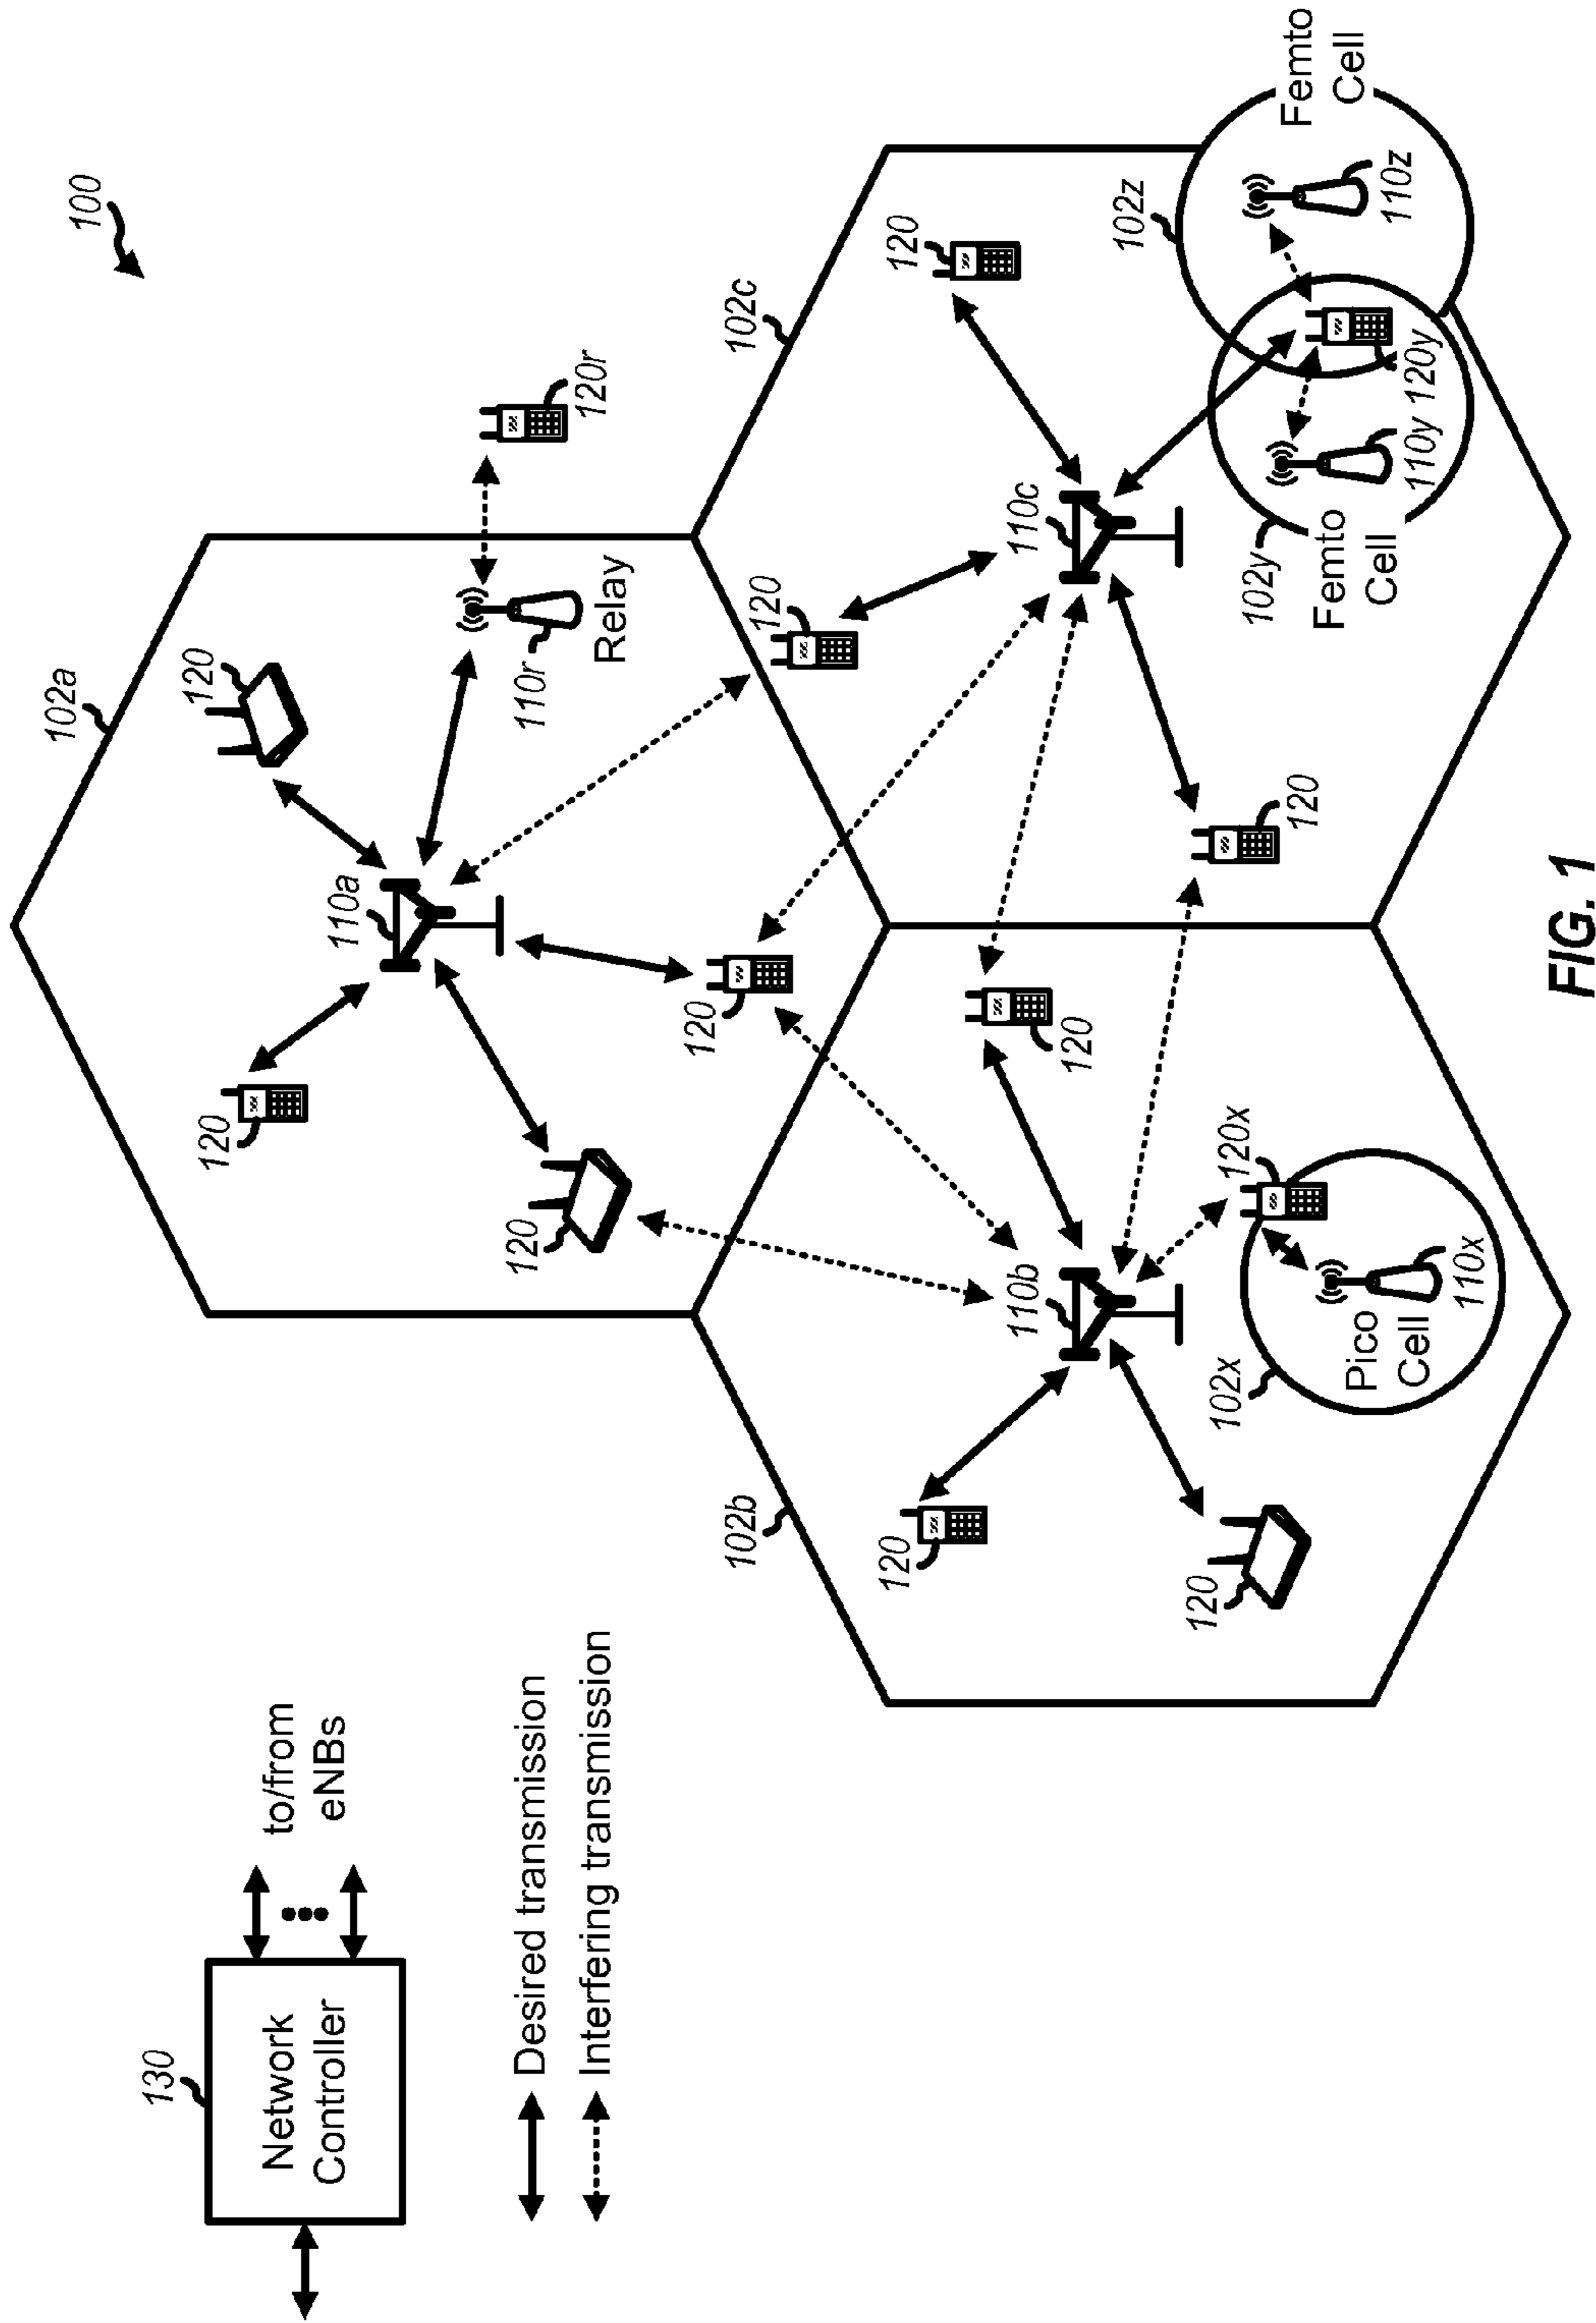 100
130
Network
Controller
to/from
eNBs
Desired transmission
Interfering transmission
102a
120
120
110a
120
110r
Relay
120r
120
120
102b
102c
120
110b
120
120
120x
102x
Pico
Cell
110x
120
110c
120
120
102y
Femto
Cell
110y
120y
102z
Femto
Cell
110z
FIG. 1